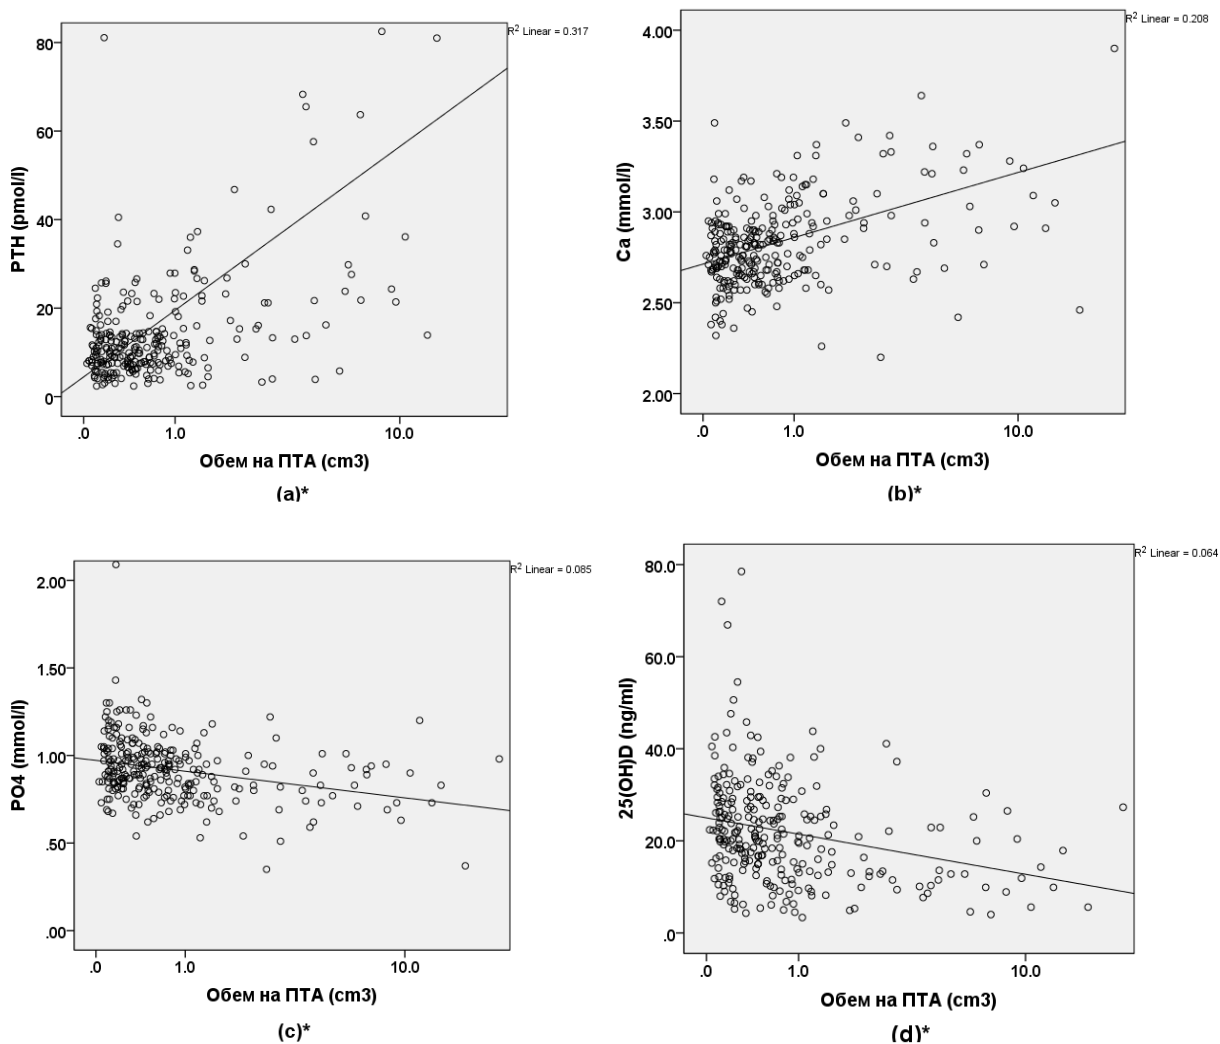 R2 Linear = 0.317
PTH (pmol/l)
80
60
40
20
0
.0 1.0 10.0
Обем на ПТА (cm3)
(a)*
R2 Linear = 0.208
Ca (mmol/l)
4.00
3.50
3.00
2.50
2.00
.0 1.0 10.0
Обем на ПТА (cm3)
(b)*
R2 Linear = 0.085
PO4 (mmol/l)
2.00
1.50
1.00
.50
.00
.0 1.0 10.0
Обем на ПТА (cm3)
(c)*
R2 Linear = 0.064
25(OH)D (ng/ml)
80.0
60.0
40.0
20.0
.0
.0 1.0 10.0
Обем на ПТА (cm3)
(d)*